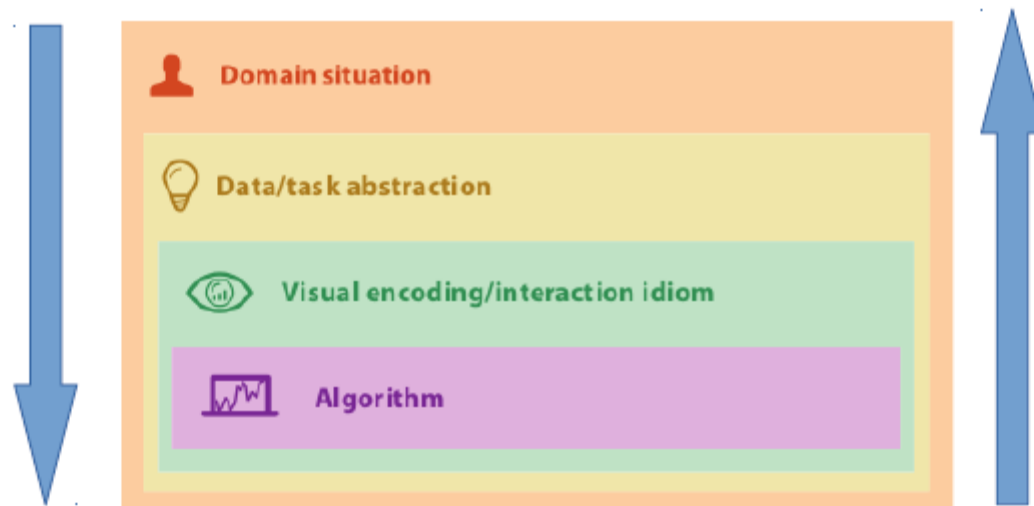 Domain situation
Data/task abstraction
Visual encoding/interaction idiom
Algorithm